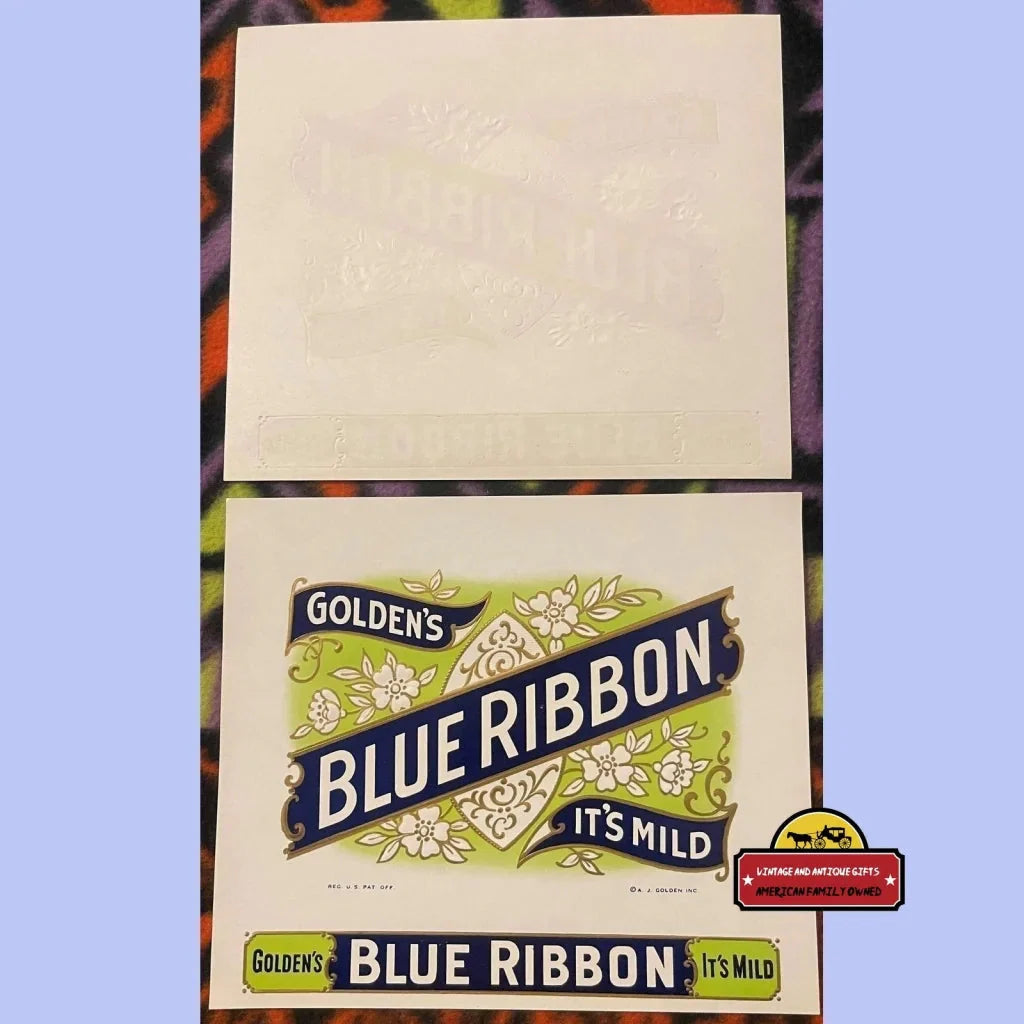 GOLDEN'S
BLUE RIBBON
IT'S MILD
REG. U.S. PAT. OFF.
© A. J. GOLDEN INC.
GOLDEN'S BLUE RIBBON IT'S MILD
VINTAGE AND ANTIQUE GIFTS
AMERICAN FAMILY OWNED